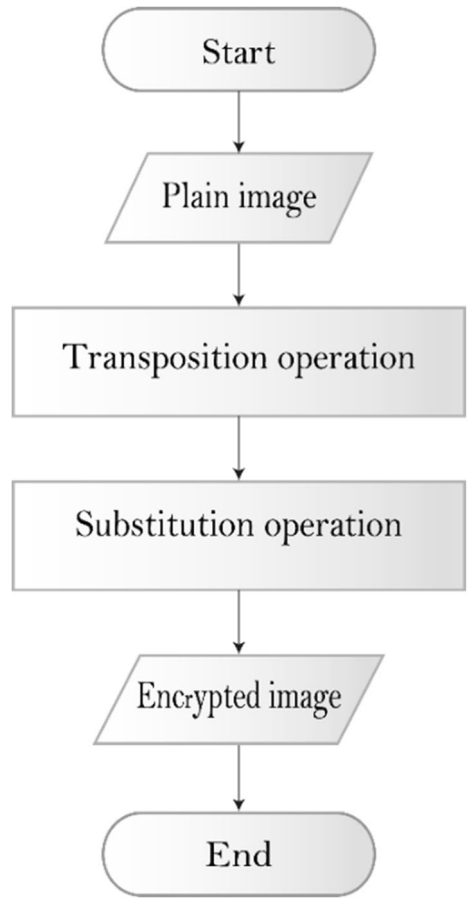 Start
Plain image
Transposition operation
Substitution operation
Encrypted image
End